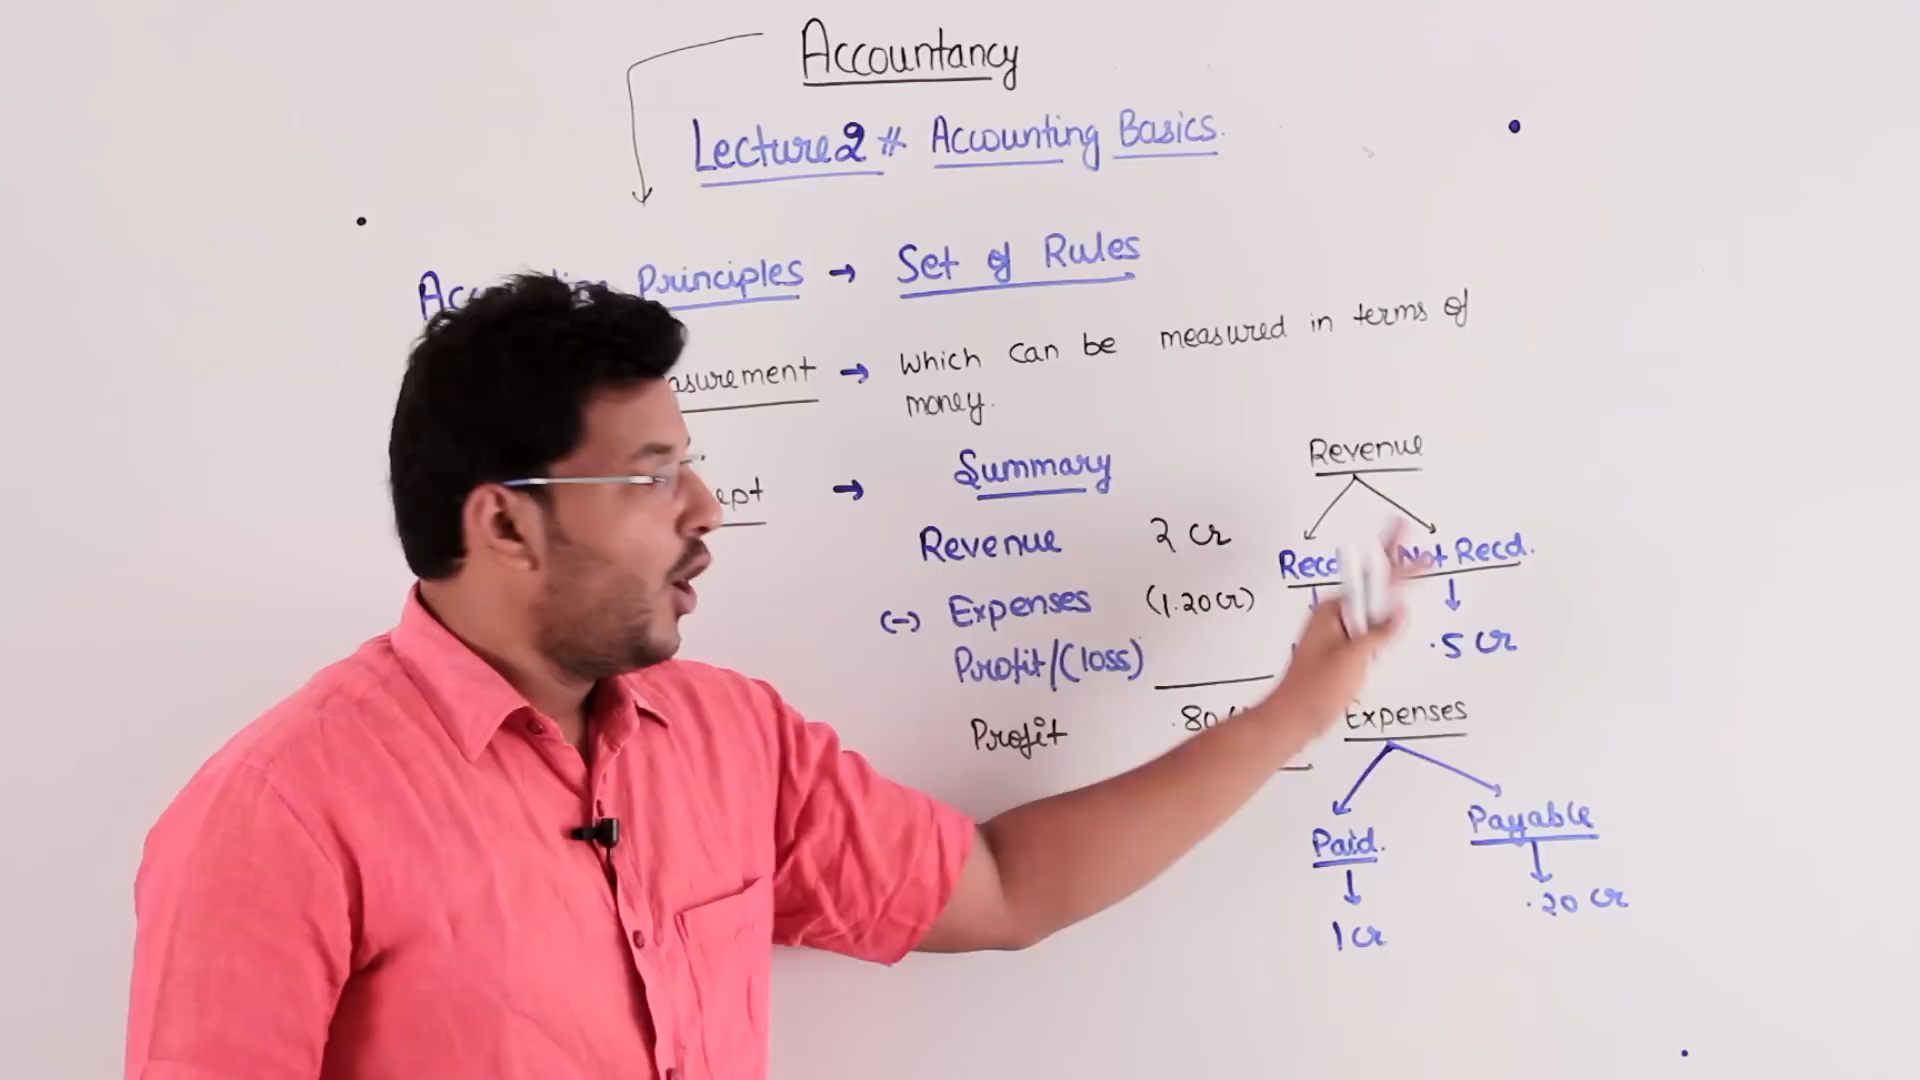 Accountancy
Lecture 2 # Accounting Basics.
Principles → Set of Rules
→ Which can be measured in terms of
money.
→ Summary
Revenue 2 Cr
(-) Expenses (1.20 Cr)
Profit/(loss)
Profit .80
Revenue
Recd Not Recd.
.5 Cr
Expenses
Paid. Payable
1 Cr .20 Cr